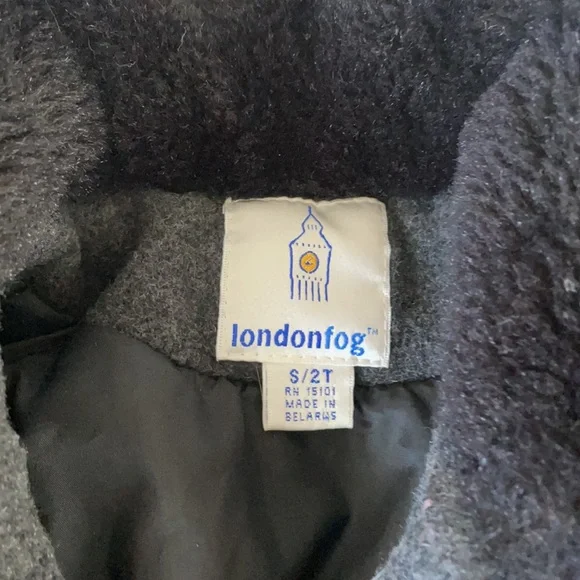 londonfog™
S/2T
RN 15101
MADE IN
BELARUS